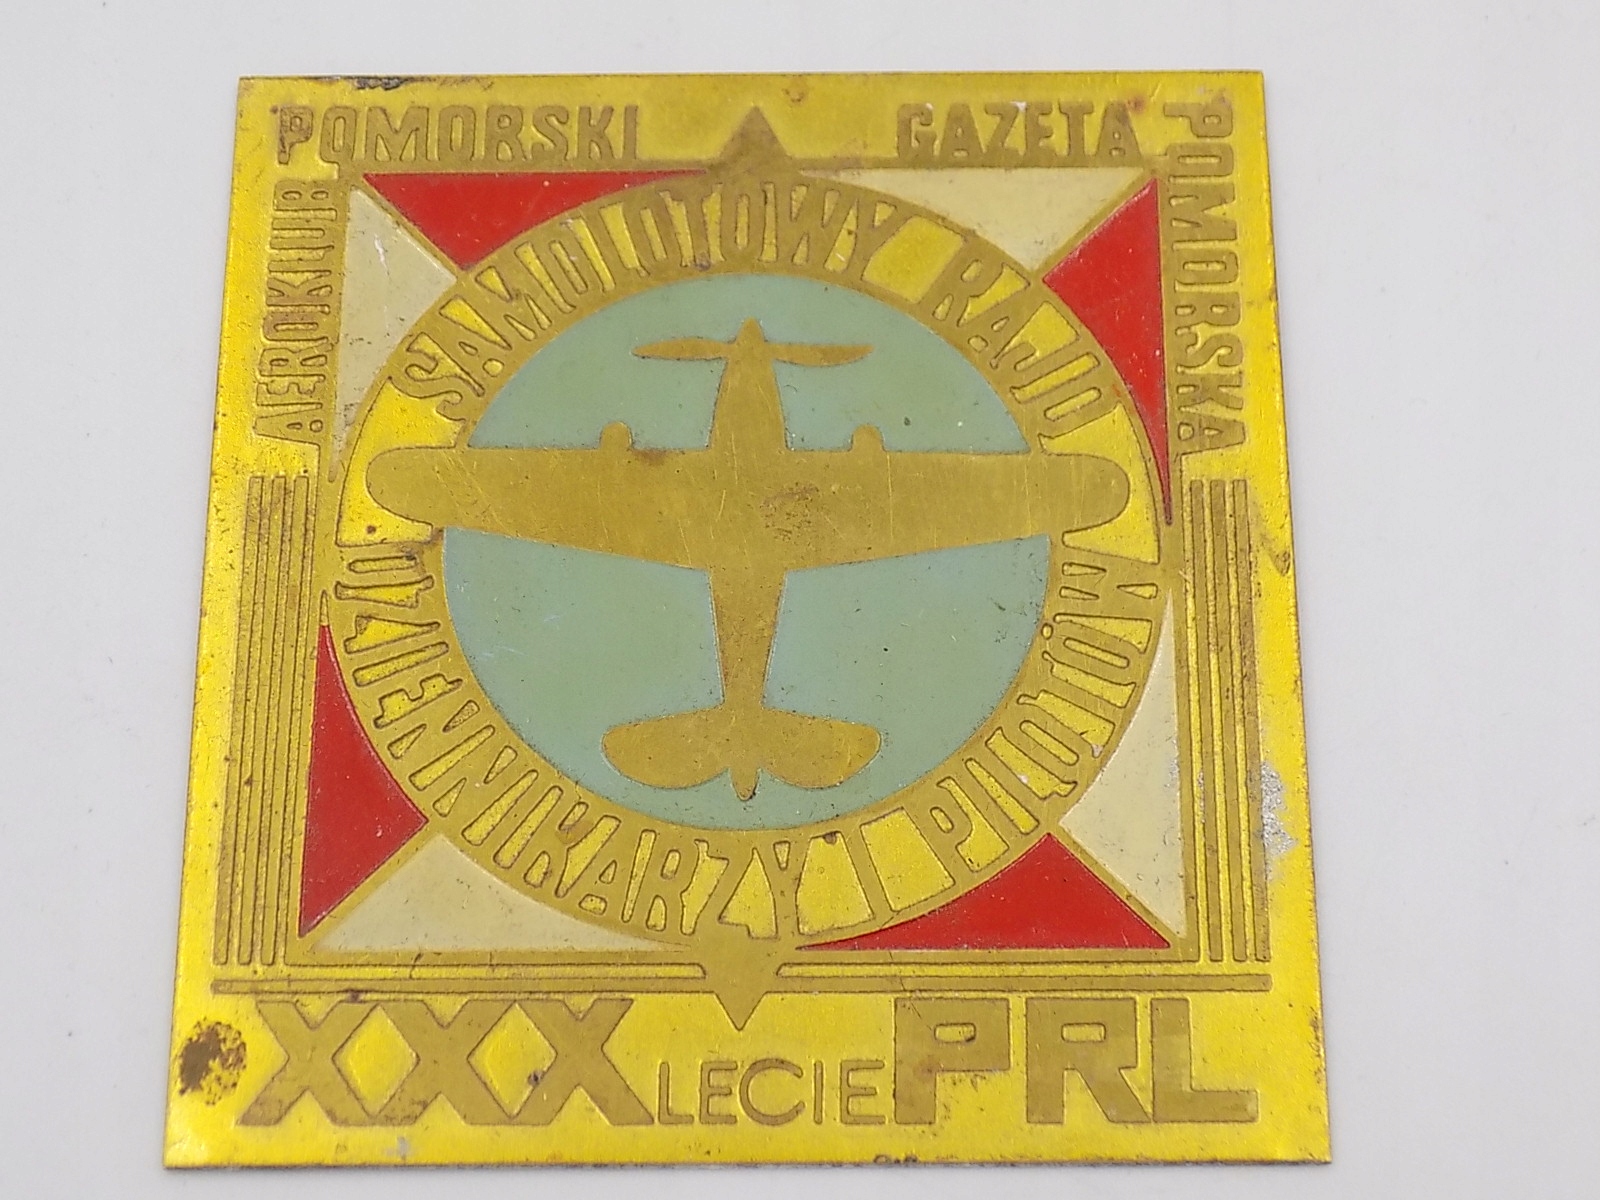 AEROKLUB POMORSKI
GAZETA POMORSKA
SAMOLOTOWY RAJD
DZIENNIKARZY I PILOTÓW
XXX LECIE PRL